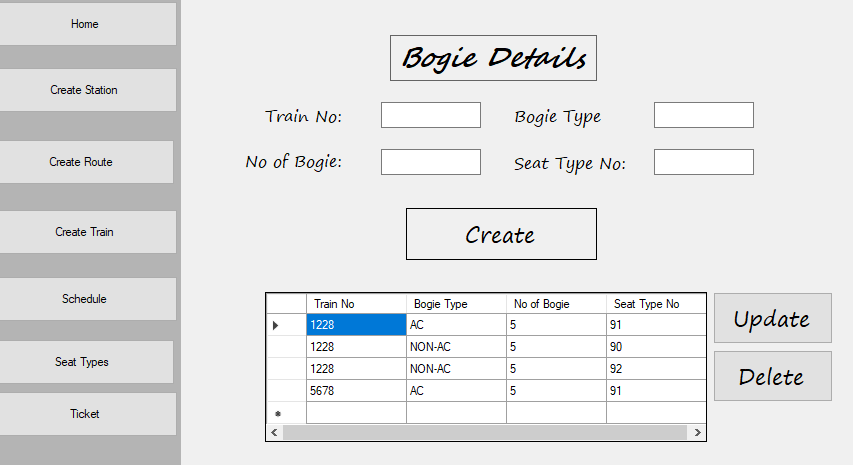 Home
Create Station
Create Route
Create Train
Schedule
Seat Types
Ticket
Bogie Details
Train No: Bogie Type
No of Bogie: Seat Type No:
Create
Train No Bogie Type No of Bogie Seat Type No
1228 AC 5 91
1228 NON-AC 5 90
1228 NON-AC 5 92
5678 AC 5 91
Update
Delete